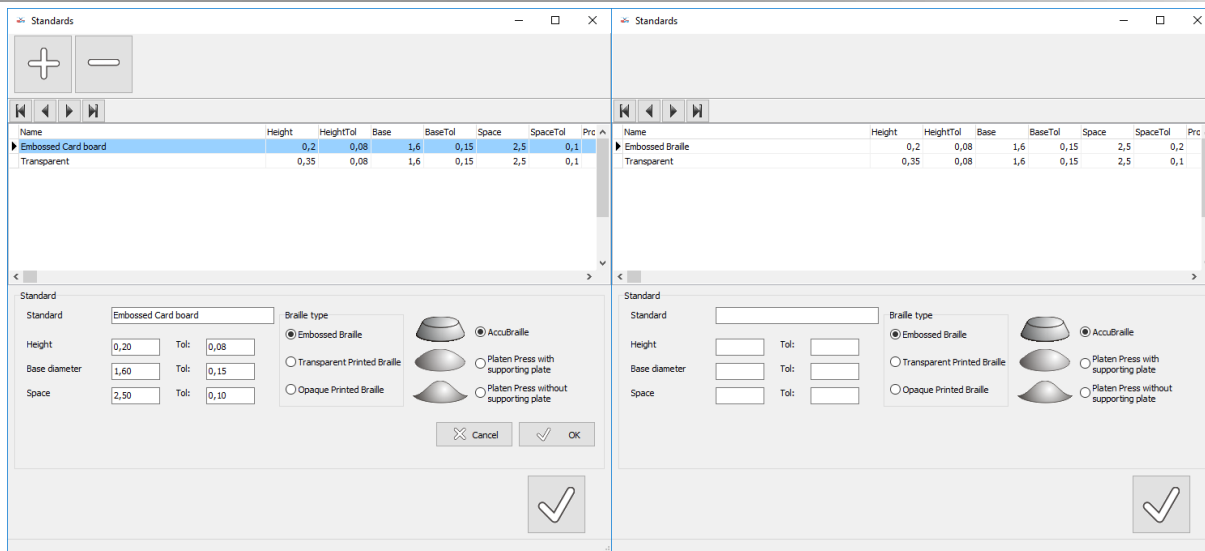 Standards
Name Height HeightTol Base BaseTol Space SpaceTol Pro
Embossed Card board 0,2 0,08 1,6 0,15 2,5 0,1
Transparent 0,35 0,08 1,6 0,15 2,5 0,1
Standard
Standard Embossed Card board
Height 0,20 Tol: 0,08
Base diameter 1,60 Tol: 0,15
Space 2,50 Tol: 0,10
Braille type
Embossed Braille
Transparent Printed Braille
Opaque Printed Braille
AccuBraille
Platen Press with
supporting plate
Platen Press without
supporting plate
Cancel OK
Standards
Name Height HeightTol Base BaseTol Space SpaceTol Prc
Embossed Braille 0,2 0,08 1,6 0,15 2,5 0,2
Transparent 0,35 0,08 1,6 0,15 2,5 0,1
Standard
Standard
Height Tol:
Base diameter Tol:
Space Tol:
Braille type
Embossed Braille
Transparent Printed Braille
Opaque Printed Braille
AccuBraille
Platen Press with
supporting plate
Platen Press without
supporting plate